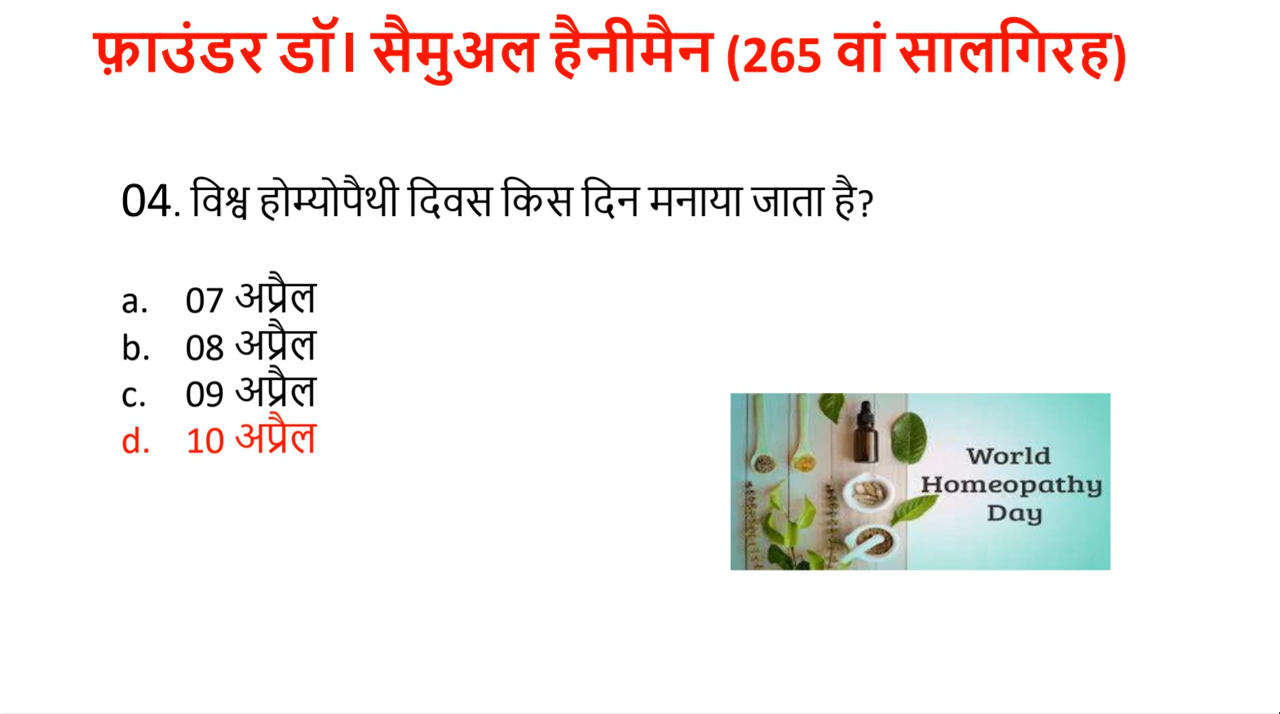 फ़ाउंडर डॉ। सैमुअल हैनीमैन (265 वां सालगिरह)
04. विश्व होम्योपैथी दिवस किस दिन मनाया जाता है?
a. 07 अप्रैल
b. 08 अप्रैल
c. 09 अप्रैल
d. 10 अप्रैल
World
Homeopathy
Day